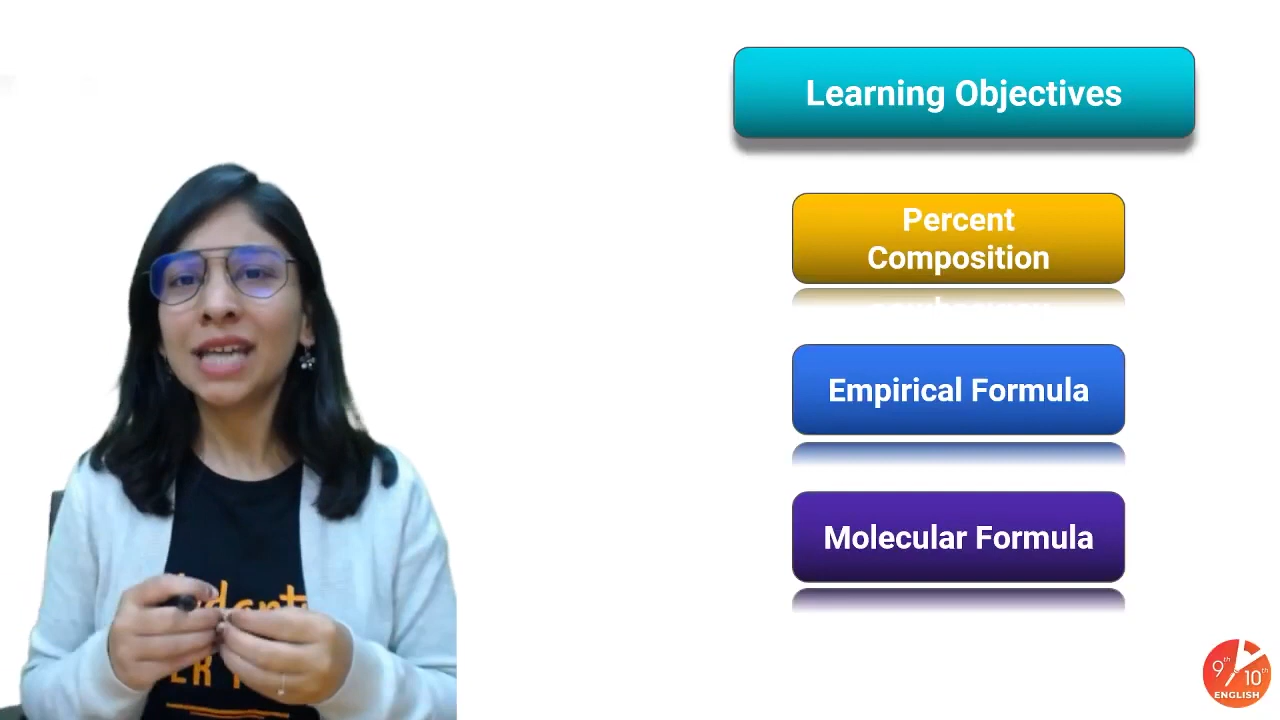 Learning Objectives
Percent
Composition
Empirical Formula
Molecular Formula
9th
10th
ENGLISH